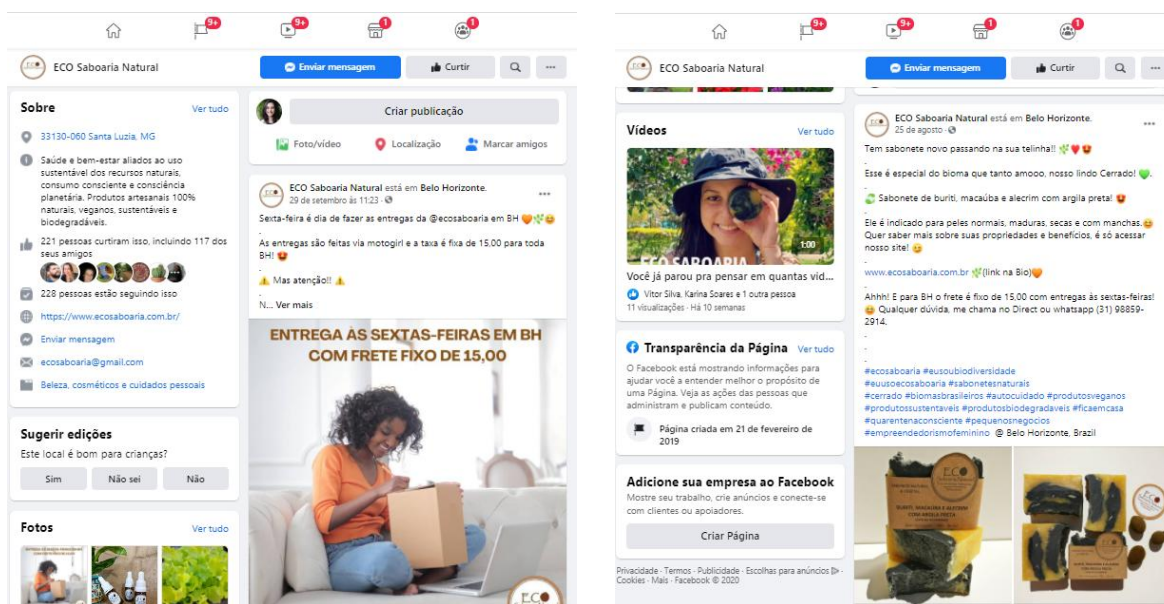 9+
9+
1
1
ECO Saboaria Natural
Enviar mensagem
Curtir
Sobre
Ver tudo
33130-060 Santa Luzia, MG
Saúde e bem-estar aliados ao uso
sustentável dos recursos naturais,
consumo consciente e consciência
planetária. Produtos artesanais 100%
naturais, veganos, sustentáveis e
biodegradáveis.
221 pessoas curtiram isso, incluindo 117 dos
seus amigos
228 pessoas estão seguindo isso
https://www.ecosaboaria.com.br/
Enviar mensagem
ecosaboaria@gmail.com
Beleza, cosméticos e cuidados pessoais
Sugerir edições
Este local é bom para crianças?
Sim
Não sei
Não
Fotos
Ver tudo
Criar publicação
Foto/vídeo
Localização
Marcar amigos
ECO Saboaria Natural está em Belo Horizonte.
29 de setembro às 11:23 ·
Sexta-feira é dia de fazer as entregas da @ecosaboaria em BH 🧡🌿😊
.
As entregas são feitas via motogirl e a taxa é fixa de 15,00 para toda
BH! 😍
.
⚠️ Mas atenção!! ⚠️
.
N... Ver mais
ENTREGA ÀS SEXTAS-FEIRAS EM BH
COM FRETE FIXO DE 15,00
ECO
9+
9+
1
1
ECO Saboaria Natural
Enviar mensagem
Curtir
Vídeos
Ver tudo
ECO SABOARIA
1:00
Você já parou pra pensar em quantas vid...
Vitor Silva, Karina Soares e 1 outra pessoa
11 visualizações · Há 10 semanas
Transparência da Página
Ver tudo
O Facebook está mostrando informações para
ajudar você a entender melhor o propósito de
uma Página. Veja as ações das pessoas que
administram e publicam conteúdo.
Página criada em 21 de fevereiro de
2019
Adicione sua empresa ao Facebook
Mostre seu trabalho, crie anúncios e conecte-se
com clientes ou apoiadores.
Criar Página
Privacidade · Termos · Publicidade · Escolhas para anúncios ·
Cookies · Mais · Facebook © 2020
ECO Saboaria Natural está em Belo Horizonte.
25 de agosto ·
Tem sabonete novo passando na sua telinha!! 🌿❤️😍
.
Esse é especial do bioma que tanto amooo, nosso lindo Cerrado! 💚.
.
Sabonete de buriti, macaúba e alecrim com argila preta! 😍
.
Ele é indicado para peles normais, maduras, secas e com manchas.😊
Quer saber mais sobre suas propriedades e benefícios, é só acessar
nosso site! 😊
.
www.ecosaboaria.com.br 🌿(link na Bio)🧡
.
Ahhh! E para BH o frete é fixo de 15,00 com entregas às sextas-feiras!
😊 Qualquer dúvida, me chama no Direct ou whatsapp (31) 98859-
2914.
.
.
.
#ecosaboaria #eusoubiodiversidade
#euusoecosaboaria #sabonetesnaturais
#cerrado #biomasbrasileiros #autocuidado #produtosveganos
#produtossustentaveis #produtosbiodegradaveis #ficaemcasa
#quarentenaconsciente #pequenosnegocios
#empreendedorismofeminino @ Belo Horizonte, Brazil
ECO